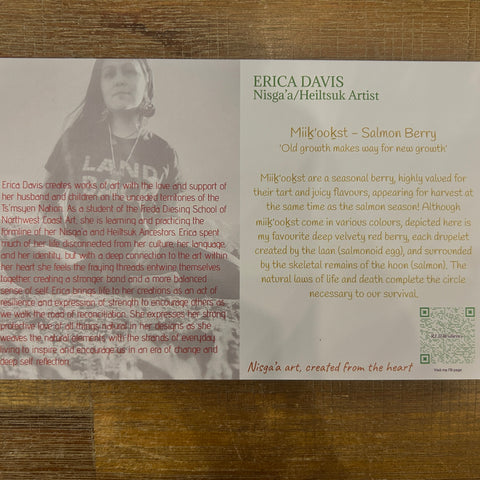 LAND
Erica Davis creates works of art with the love and support of
her husband and children on the unceded territories of the
Ts'msyen Nation. As a student of the Freda Diesing School of
Northwest Coast Art, she is learning and practicing the
formline of her Nisga'a and Heiltsuk Ancestors. Erica spent
much of her life disconnected from her culture, her language,
and her identity, but with a deep connection to the art within
her heart she feels the fraying threads entwine themselves
together creating a stronger bond and a more balanced
sense of self. Erica brings life to her creations as an act of
resilience and expression of strength to encourage others as
we walk the road of reconciliation. She expresses her strong
protective love of all things natural in her designs as she
weaves the natural elements with the strands of everyday
living to inspire and encourage us in an era of change and
deep self reflection.
ERICA DAVIS
Nisga'a/Heiltsuk Artist
Miiḵ'ooḵst - Salmon Berry
'Old growth makes way for new growth'
Miiḵ'ooḵst are a seasonal berry, highly valued for
their tart and juicy flavours, appearing for harvest at
the same time as the salmon season! Although
miiḵ'ooḵst come in various colours, depicted here is
my favourite deep velvety red berry, each drupelet
created by the laan (salmonoid egg), and surrounded
by the skeletal remains of the hoon (salmon). The
natural laws of life and death complete the circle
necessary to our survival.
Visit my FB page
Nisga'a art, created from the heart